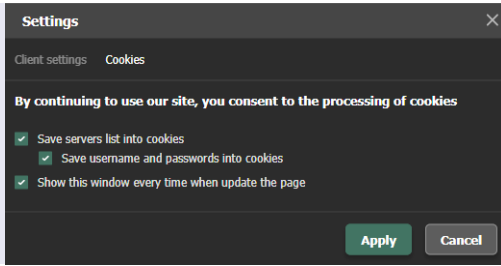 Settings
Client settings Cookies
By continuing to use our site, you consent to the processing of cookies
Save servers list into cookies
Save username and passwords into cookies
Show this window every time when update the page
Apply Cancel